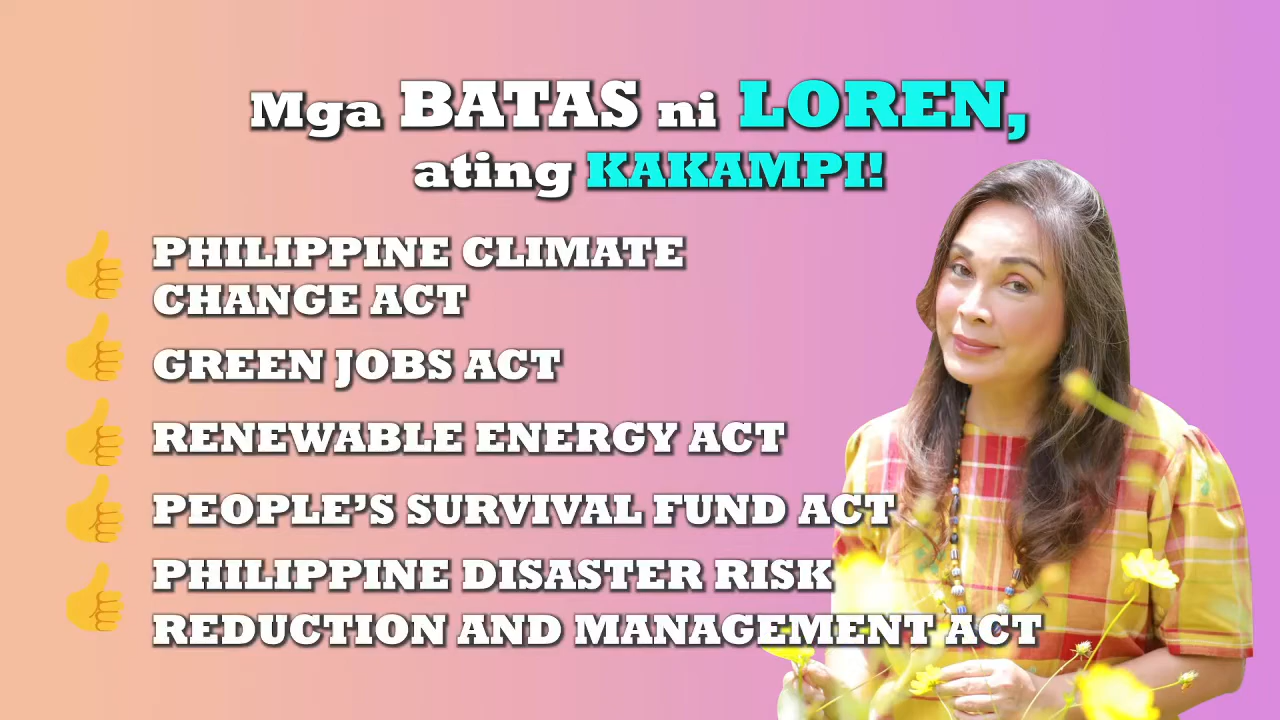 Mga BATAS ni LOREN,
ating KAKAMPI!
PHILIPPINE CLIMATE
CHANGE ACT
GREEN JOBS ACT
RENEWABLE ENERGY ACT
PEOPLE’S SURVIVAL FUND ACT
PHILIPPINE DISASTER RISK
REDUCTION AND MANAGEMENT ACT